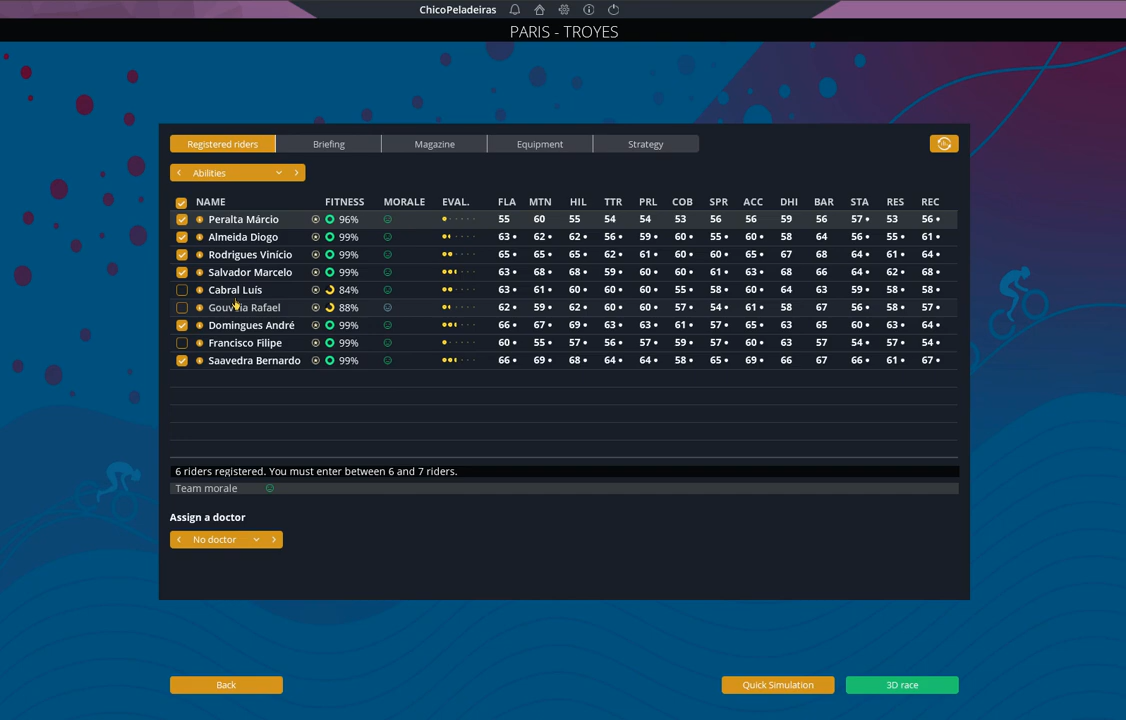 ChicoPeladeiras
PARIS - TROYES
Registered riders Briefing Magazine Equipment Strategy
Abilities
NAME FITNESS MORALE EVAL. FLA MTN HIL TTR PRL COB SPR ACC DHI BAR STA RES REC
Peralta Márcio 96% 55 60 55 54 54 53 56 56 59 56 57 53 56
Almeida Diogo 99% 63 62 62 56 59 60 55 60 58 64 56 55 61
Rodrigues Vinício 99% 65 65 65 62 61 60 60 65 67 68 64 61 64
Salvador Marcelo 99% 63 68 68 59 60 60 61 63 68 66 64 62 68
Cabral Luís 84% 63 61 60 60 60 55 58 60 64 63 59 58 58
Gouveia Rafael 88% 62 59 62 60 60 57 54 61 58 67 58 58 57
Domingues André 99% 66 67 69 63 63 61 57 65 63 65 60 63 64
Francisco Filipe 99% 60 55 57 56 57 59 57 60 63 57 54 57 54
Saavedra Bernardo 99% 66 69 68 64 64 58 65 69 66 67 66 61 67
6 riders registered. You must enter between 6 and 7 riders.
Team morale
Assign a doctor
No doctor
Back Quick Simulation 3D race